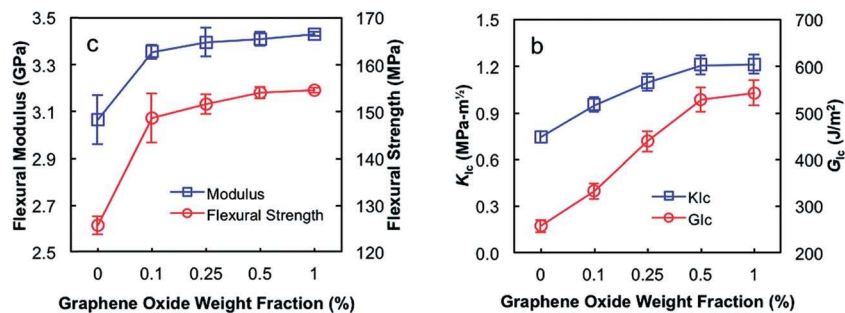 c
Flexural Modulus (GPa)
3.5
3.3
3.1
2.9
2.7
2.5
170
160
150
140
130
120
Flexural Strength (MPa)
Modulus
Flexural Strength
0 0.1 0.25 0.5 1
Graphene Oxide Weight Fraction (%)
b
K_Ic (MPa-m^½)
1.5
1.2
0.9
0.6
0.3
0.0
700
600
500
400
300
200
G_Ic (J/m²)
KIc
GIc
0 0.1 0.25 0.5 1
Graphene Oxide Weight Fraction (%)